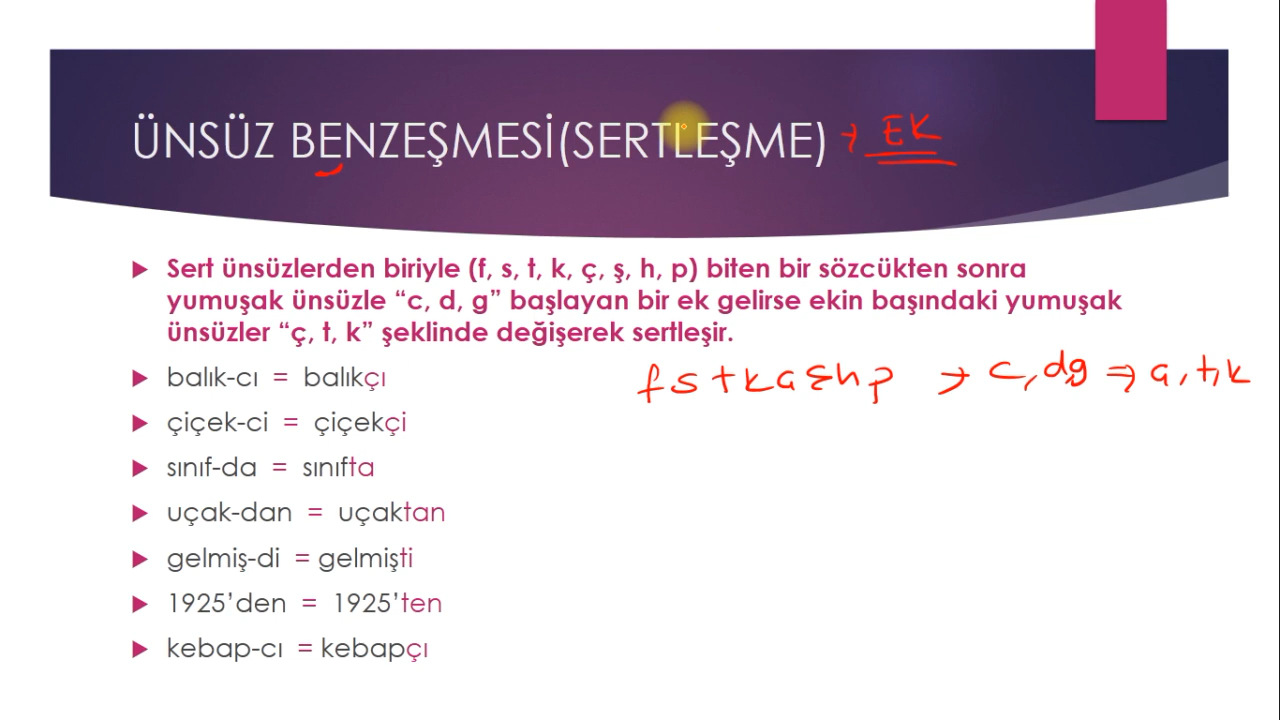 ÜNSÜZ BENZEŞMESİ(SERTLEŞME) → EK
Sert ünsüzlerden biriyle (f, s, t, k, ç, ş, h, p) biten bir sözcükten sonra
yumuşak ünsüzle “c, d, g” başlayan bir ek gelirse ekin başındaki yumuşak
ünsüzler “ç, t, k” şeklinde değişerek sertleşir.
balık-cı = balıkçı
f s t k ç ş h p → c, d, g ⇒ ç, t, k
çiçek-ci = çiçekçi
sınıf-da = sınıfta
uçak-dan = uçaktan
gelmiş-di = gelmişti
1925’den = 1925’ten
kebap-cı = kebapçı